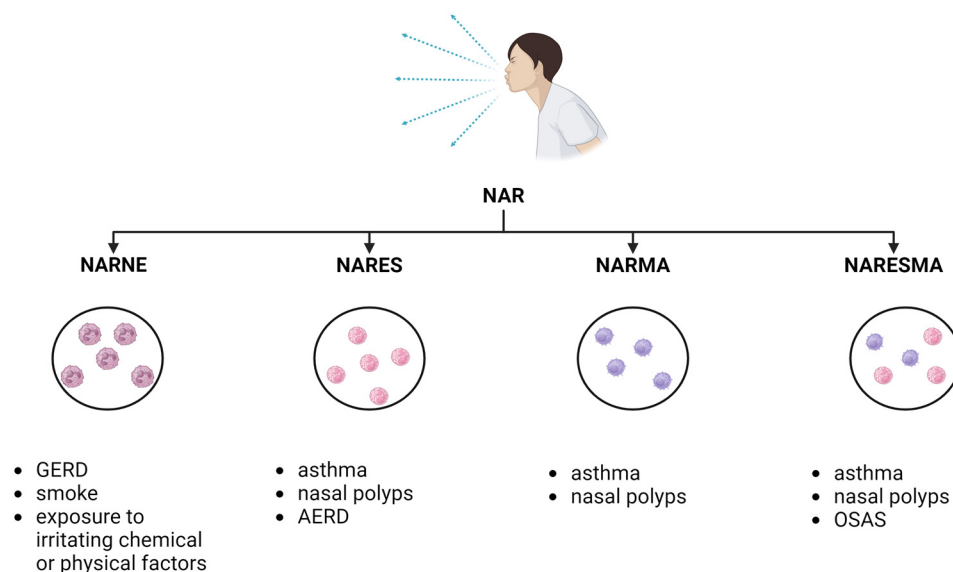 NAR
NARNE
NARES
NARMA
NARESMA
• GERD
• smoke
• exposure to
irritating chemical
or physical factors
• asthma
• nasal polyps
• AERD
• asthma
• nasal polyps
• asthma
• nasal polyps
• OSAS